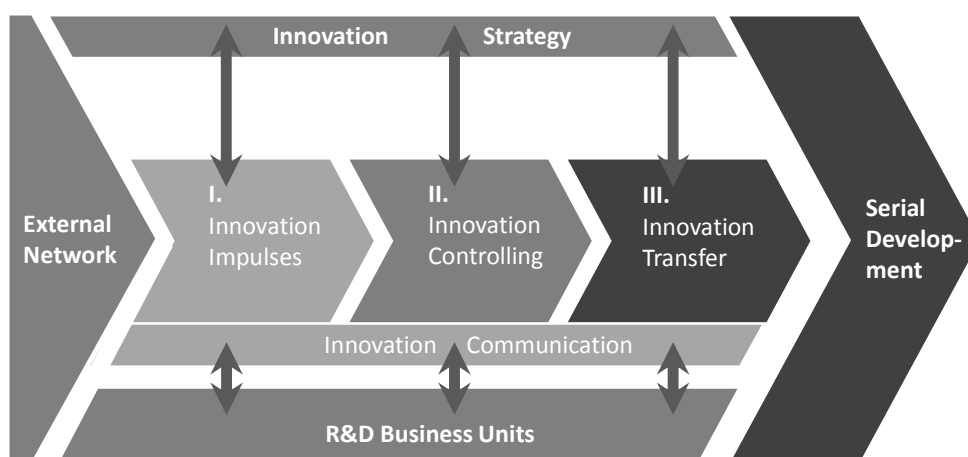 Innovation Strategy
External
Network
I.
Innovation
Impulses
II.
Innovation
Controlling
III.
Innovation
Transfer
Serial
Develop-
ment
Innovation Communication
R&D Business Units